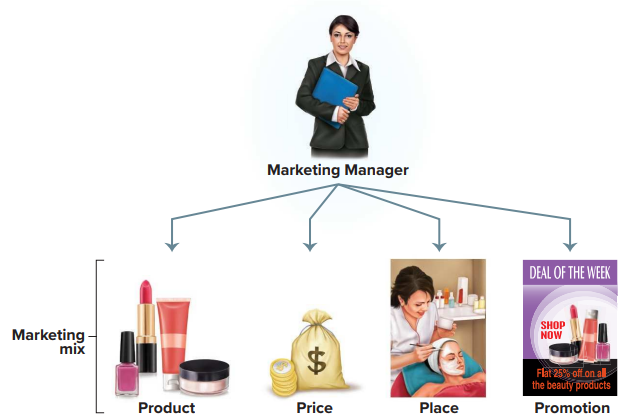 Marketing Manager
DEAL OF THE WEEK
SHOP
NOW
$
Flat 25% off on all
the beauty products
Marketing
mix
Product
Price
Place
Promotion